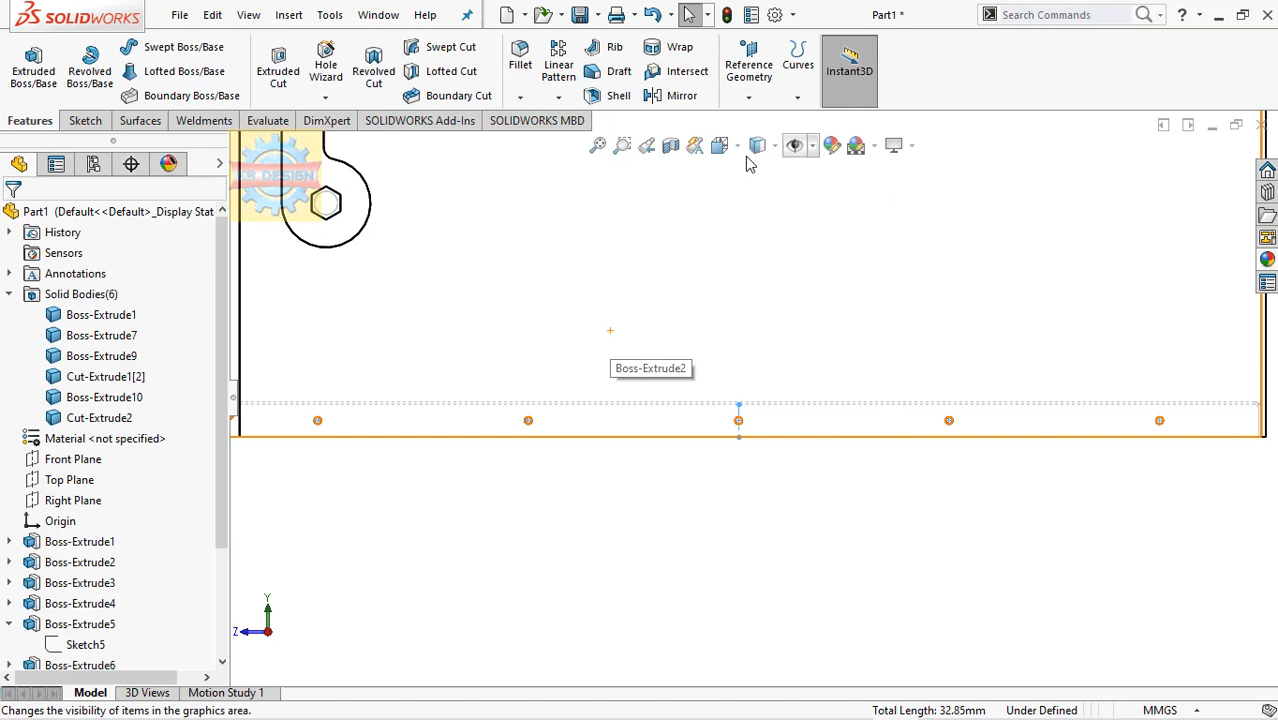 SOLIDWORKS
File Edit View Insert Tools Window Help
Part1 *
Search Commands
?
Extruded Boss/Base
Revolved Boss/Base
Swept Boss/Base
Lofted Boss/Base
Boundary Boss/Base
Extruded Cut
Hole Wizard
Revolved Cut
Swept Cut
Lofted Cut
Boundary Cut
Fillet
Linear Pattern
Rib
Draft
Shell
Wrap
Intersect
Mirror
Reference Geometry
Curves
Instant3D
Features Sketch Surfaces Weldments Evaluate DimXpert SOLIDWORKS Add-Ins SOLIDWORKS MBD
Part1 (Default<<Default>_Display Stat
History
Sensors
Annotations
Solid Bodies(6)
Boss-Extrude1
Boss-Extrude7
Boss-Extrude9
Cut-Extrude1[2]
Boss-Extrude10
Cut-Extrude2
Material <not specified>
Front Plane
Top Plane
Right Plane
Origin
Boss-Extrude1
Boss-Extrude2
Boss-Extrude3
Boss-Extrude4
Boss-Extrude5
Sketch5
Boss-Extrude6
Boss-Extrude2
Y
Z
Model 3D Views Motion Study 1
Changes the visibility of items in the graphics area.
Total Length: 32.85mm Under Defined MMGS